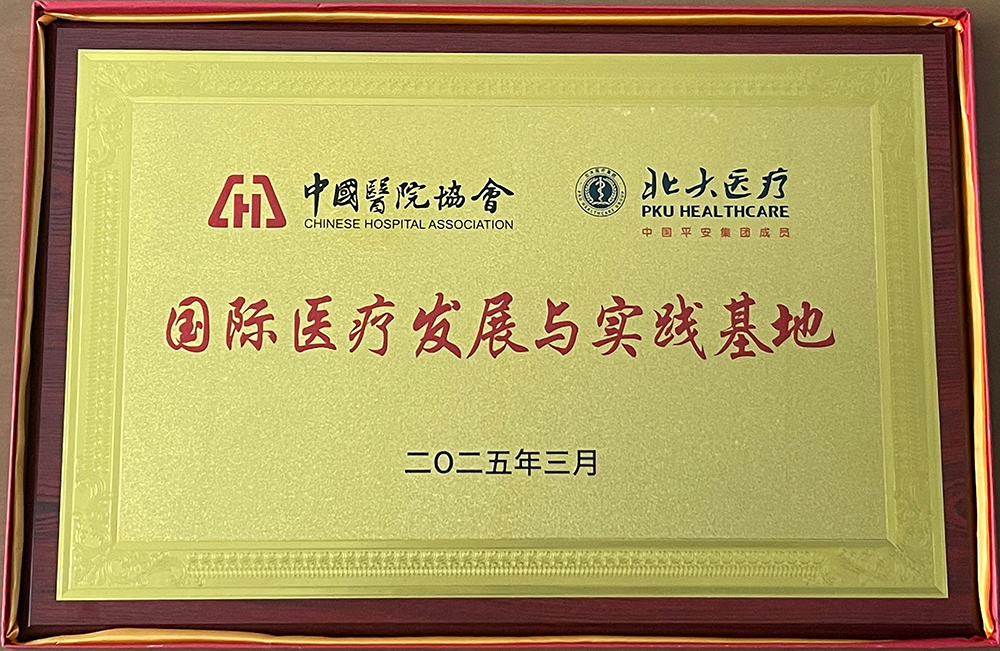 中國醫院協會
CHINESE HOSPITAL ASSOCIATION
北大医疗
PKU HEALTHCARE
中国平安集团成员
国际医疗发展与实践基地
二〇二五年三月